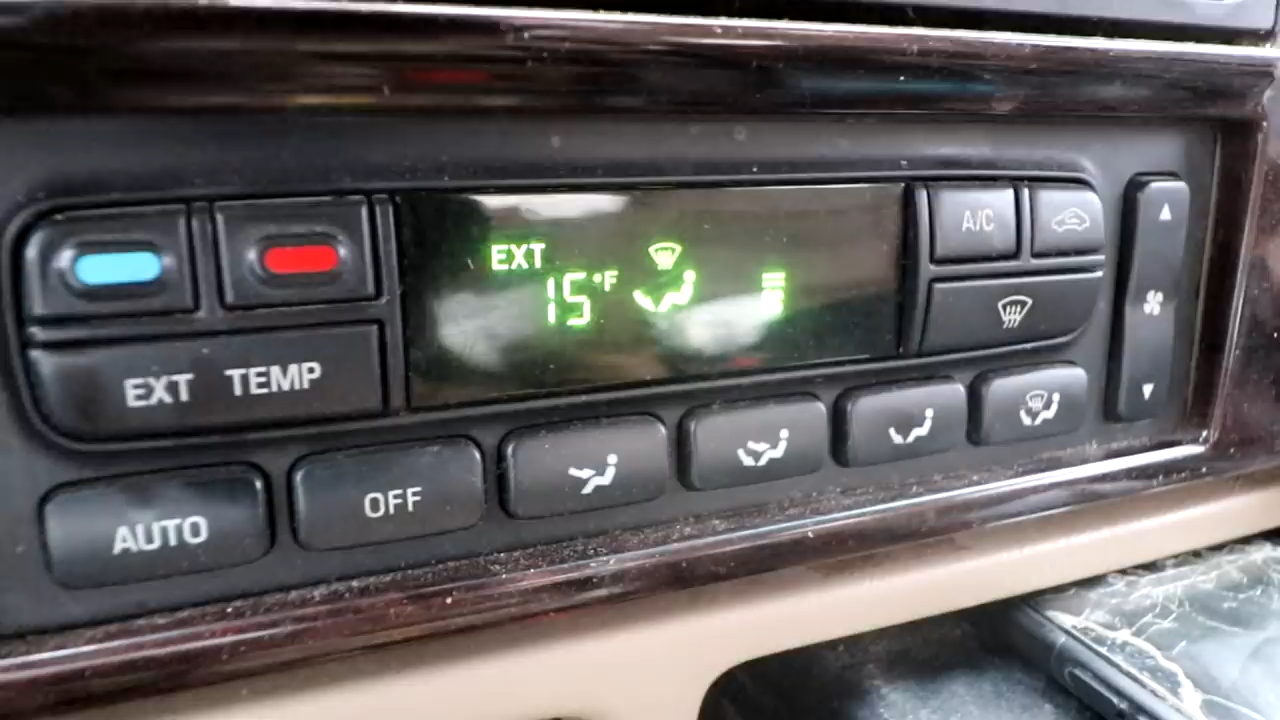 EXT
15°F
A/C
EXT TEMP
AUTO
OFF